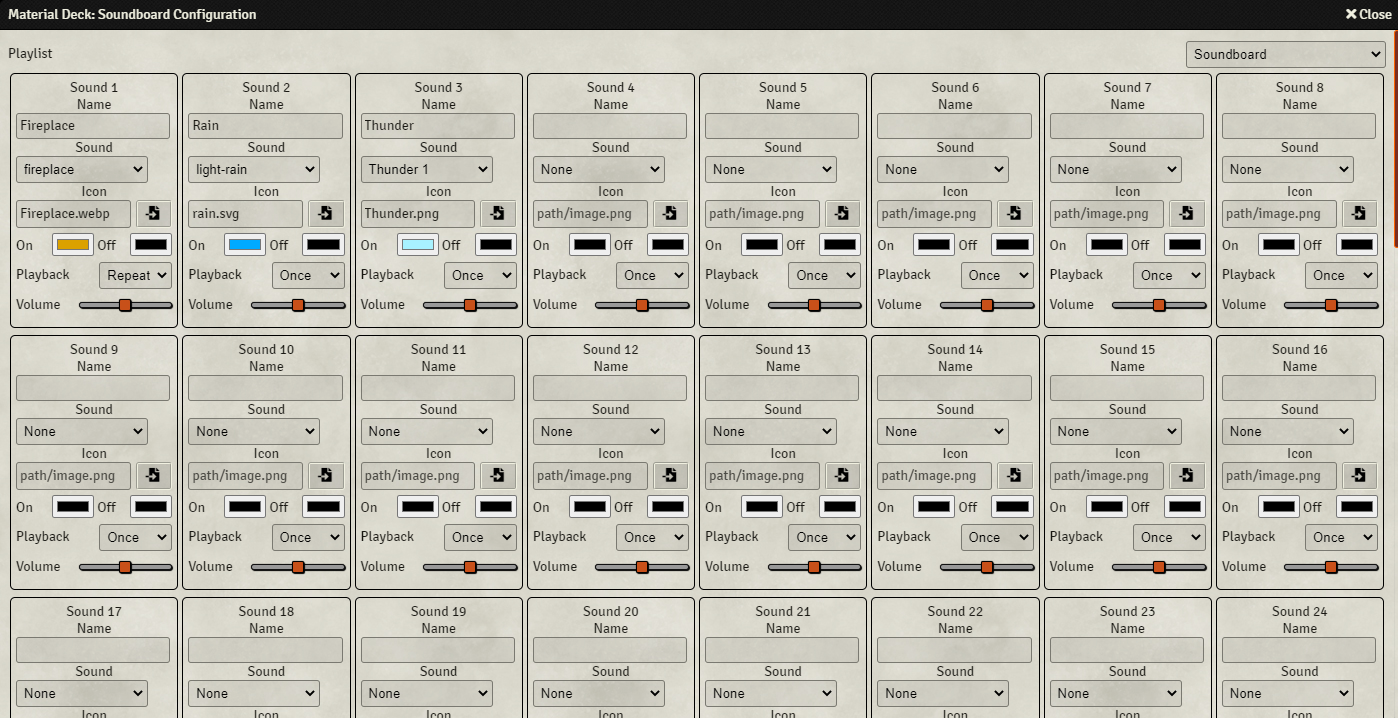 Material Deck: Soundboard Configuration Close
Playlist Soundboard
Sound 1 Sound 2 Sound 3 Sound 4 Sound 5 Sound 6 Sound 7 Sound 8
Name Name Name Name Name Name Name Name
Fireplace Rain Thunder
Sound Sound Sound Sound Sound Sound Sound Sound
fireplace light-rain Thunder 1 None None None None None
Icon Icon Icon Icon Icon Icon Icon Icon
Fireplace.webp rain.svg Thunder.png path/image.png path/image.png path/image.png path/image.png path/image.png
On Off On Off On Off On Off On Off On Off On Off On Off
Playback Repeat Playback Once Playback Once Playback Once Playback Once Playback Once Playback Once Playback Once
Volume Volume Volume Volume Volume Volume Volume Volume
Sound 9 Sound 10 Sound 11 Sound 12 Sound 13 Sound 14 Sound 15 Sound 16
Name Name Name Name Name Name Name Name
Sound Sound Sound Sound Sound Sound Sound Sound
None None None None None None None None
Icon Icon Icon Icon Icon Icon Icon Icon
path/image.png path/image.png path/image.png path/image.png path/image.png path/image.png path/image.png path/image.png
On Off On Off On Off On Off On Off On Off On Off On Off
Playback Once Playback Once Playback Once Playback Once Playback Once Playback Once Playback Once Playback Once
Volume Volume Volume Volume Volume Volume Volume Volume
Sound 17 Sound 18 Sound 19 Sound 20 Sound 21 Sound 22 Sound 23 Sound 24
Name Name Name Name Name Name Name Name
Sound Sound Sound Sound Sound Sound Sound Sound
None None None None None None None None
Icon Icon Icon Icon Icon Icon Icon Icon